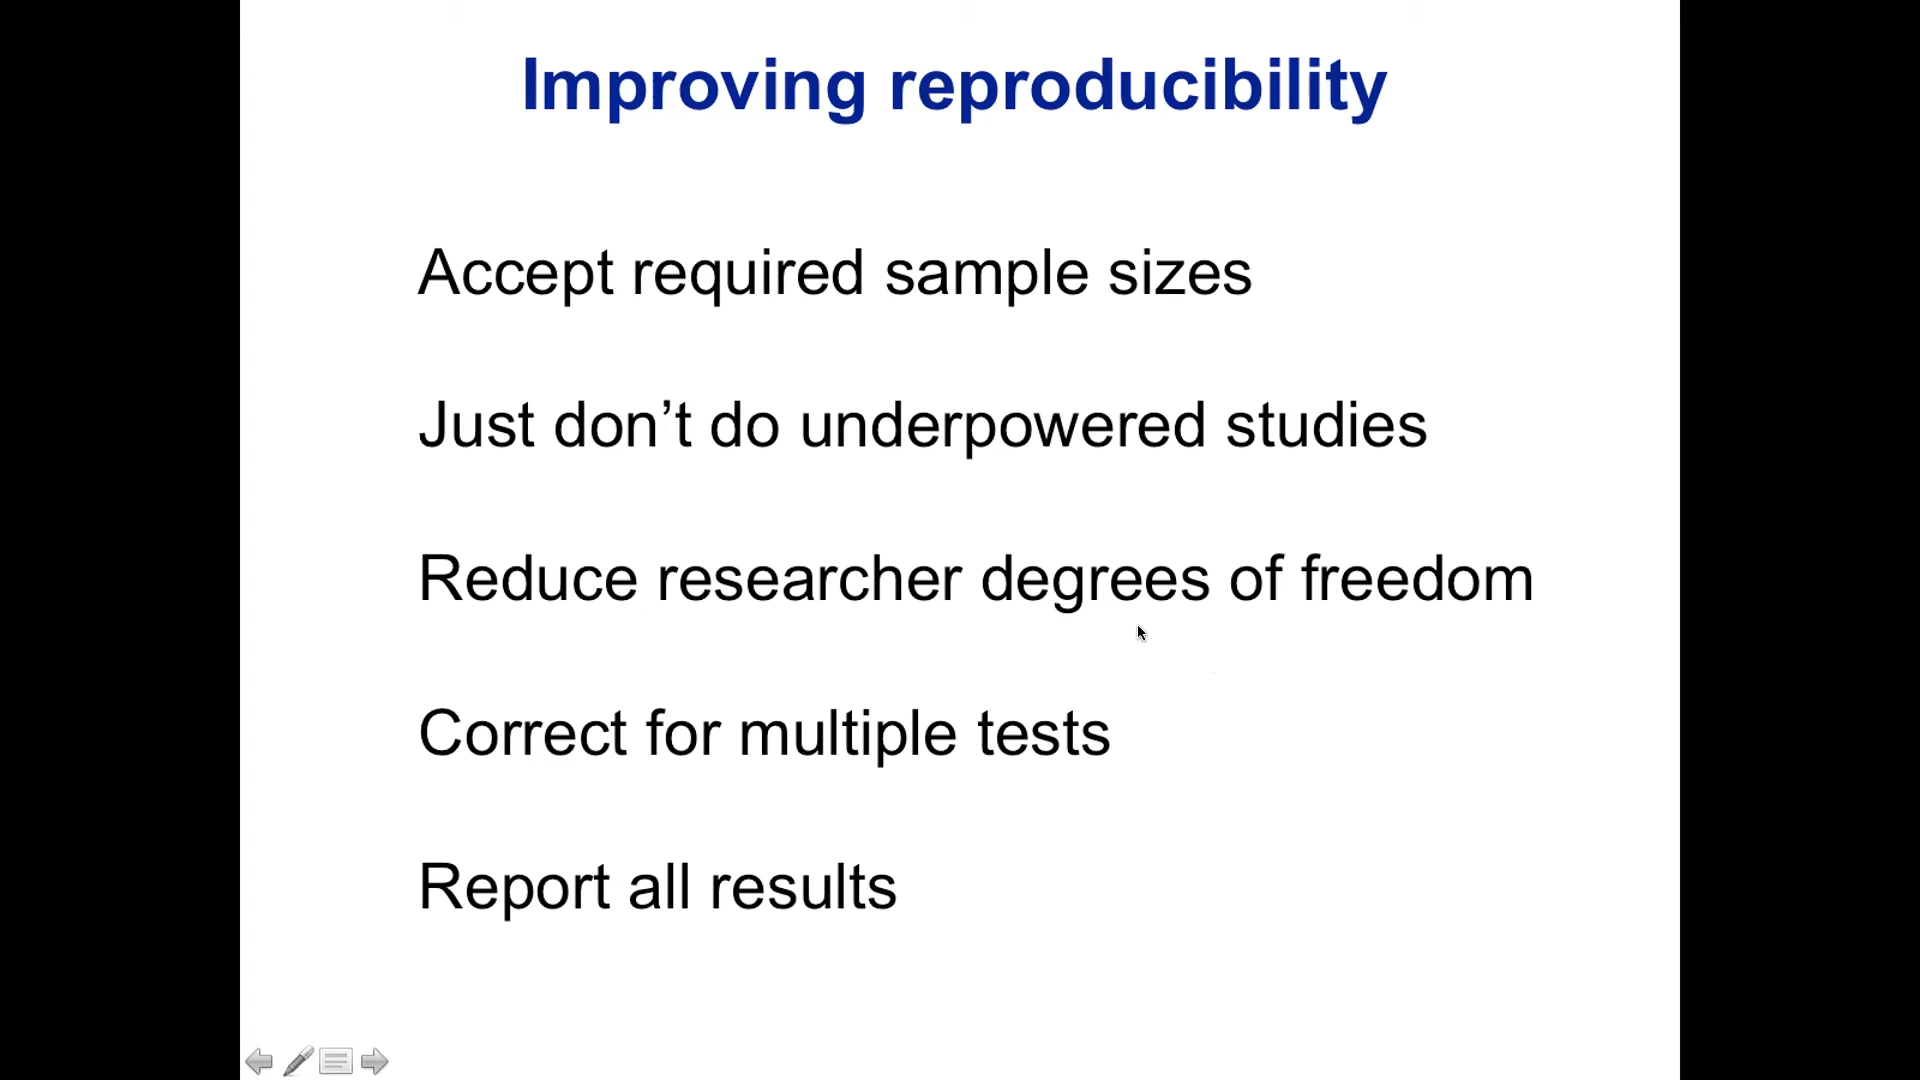 Improving reproducibility
Accept required sample sizes
Just don’t do underpowered studies
Reduce researcher degrees of freedom
Correct for multiple tests
Report all results